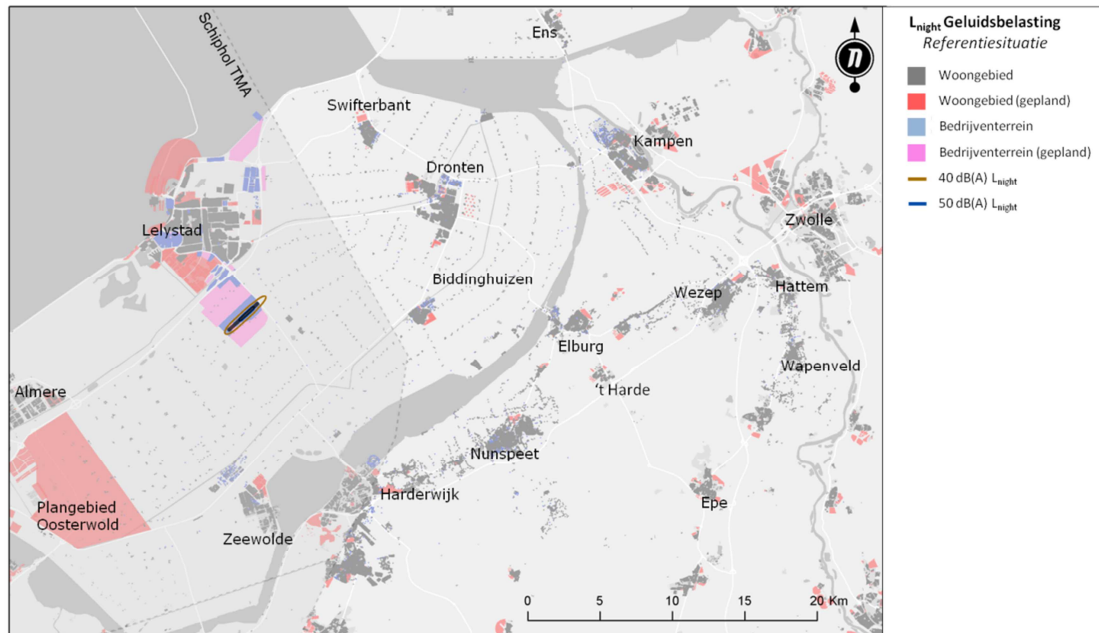 Schiphol TMA
Ens
Swifterbant
Kampen
Dronten
Zwolle
Lelystad
Biddinghuizen
Hattem
Wezep
Elburg
Wapenveld
't Harde
Almere
Nunspeet
Harderwijk
Epe
Plangebied
Oosterwold
Zeewolde
0 5 10 15 20 Km
n
Lnight Geluidsbelasting
Referentiesituatie
Woongebied
Woongebied (gepland)
Bedrijventerrein
Bedrijventerrein (gepland)
40 dB(A) Lnight
50 dB(A) Lnight